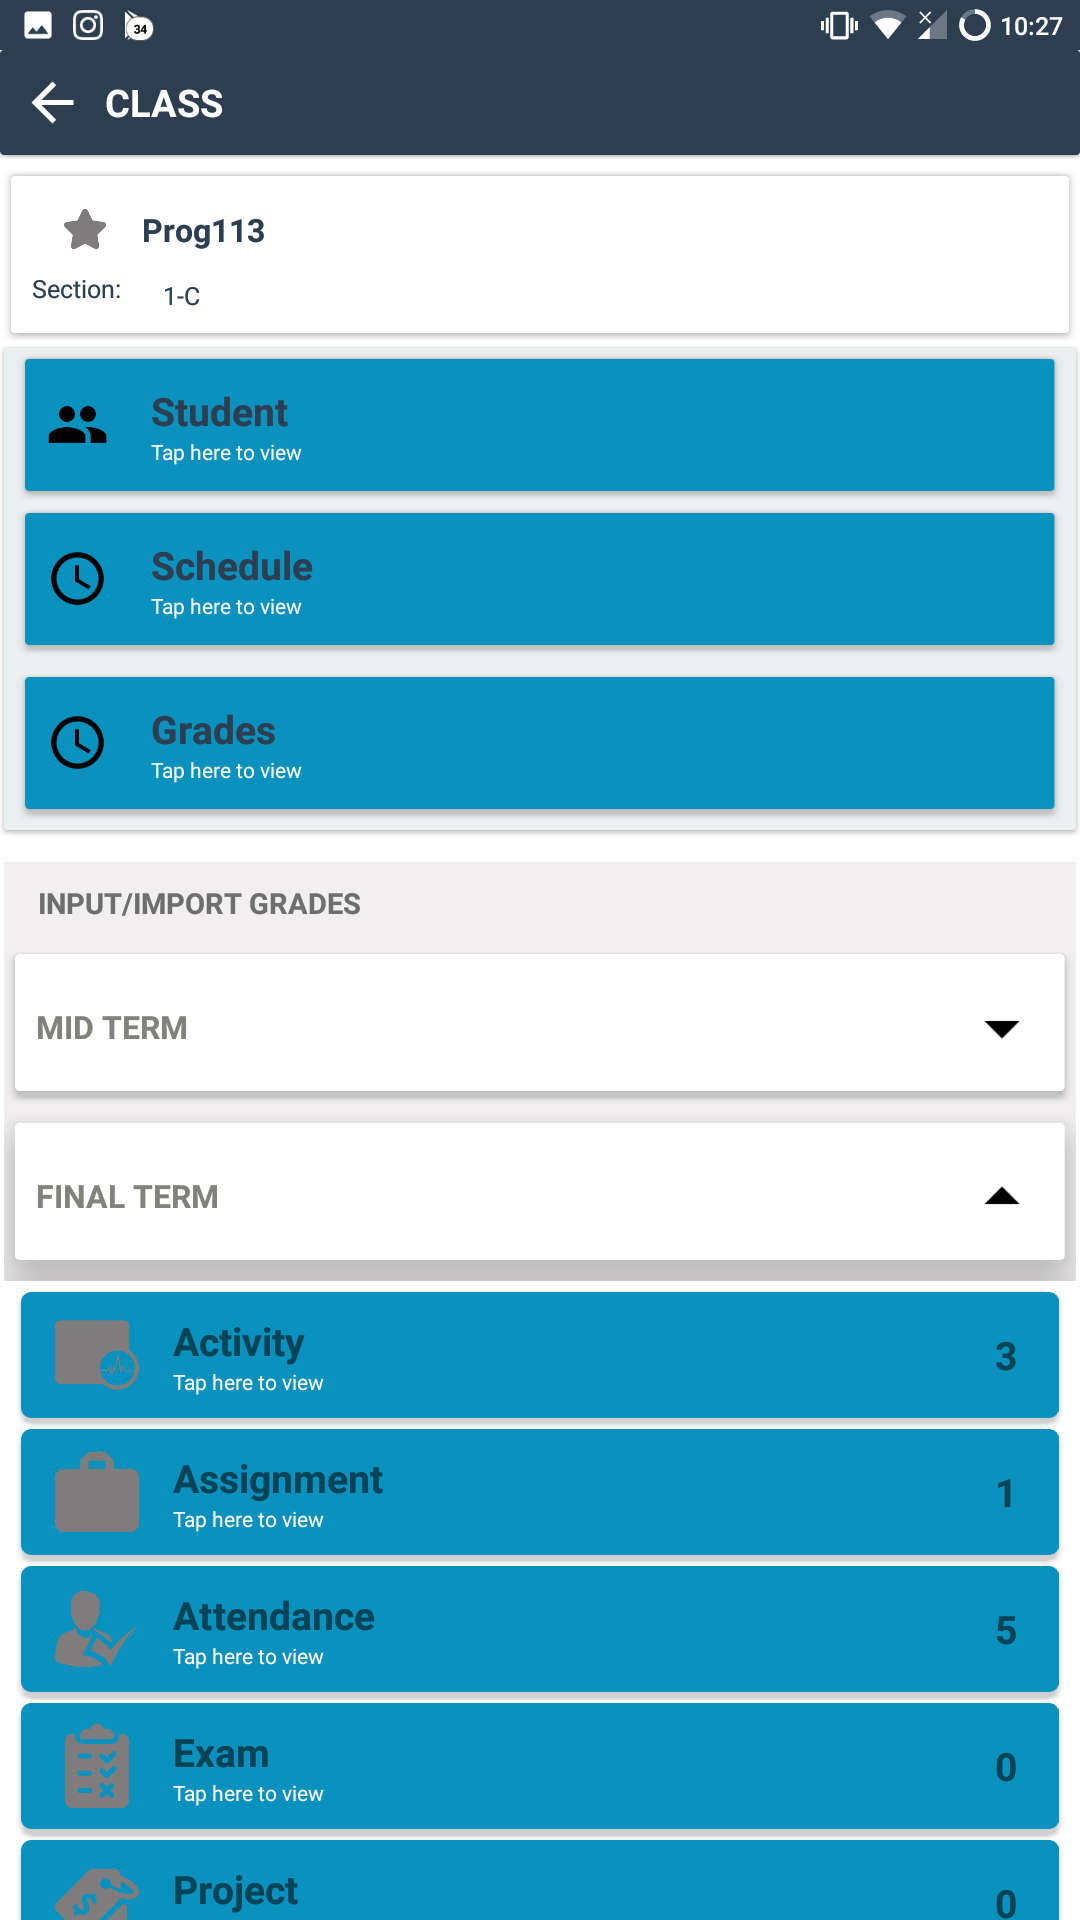 34
10:27
CLASS
Prog113
Section: 1-C
Student
Tap here to view
Schedule
Tap here to view
Grades
Tap here to view
INPUT/IMPORT GRADES
MID TERM
FINAL TERM
Activity
Tap here to view
3
Assignment
Tap here to view
1
Attendance
Tap here to view
5
Exam
Tap here to view
0
Project
0